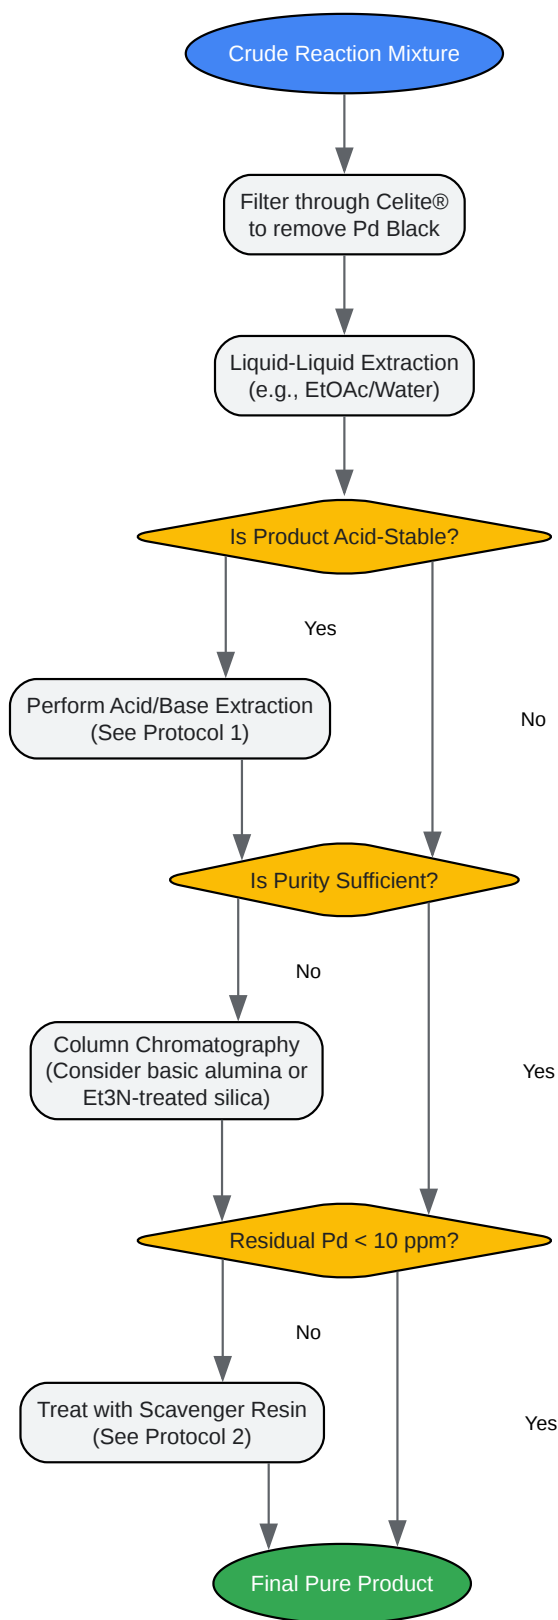 Crude Reaction Mixture
Filter through Celite®
to remove Pd Black
Liquid-Liquid Extraction
(e.g., EtOAc/Water)
Is Product Acid-Stable?
Yes
Perform Acid/Base Extraction
(See Protocol 1)
No
Is Purity Sufficient?
No
Column Chromatography
(Consider basic alumina or
Et3N-treated silica)
Yes
Residual Pd < 10 ppm?
No
Treat with Scavenger Resin
(See Protocol 2)
Yes
Final Pure Product